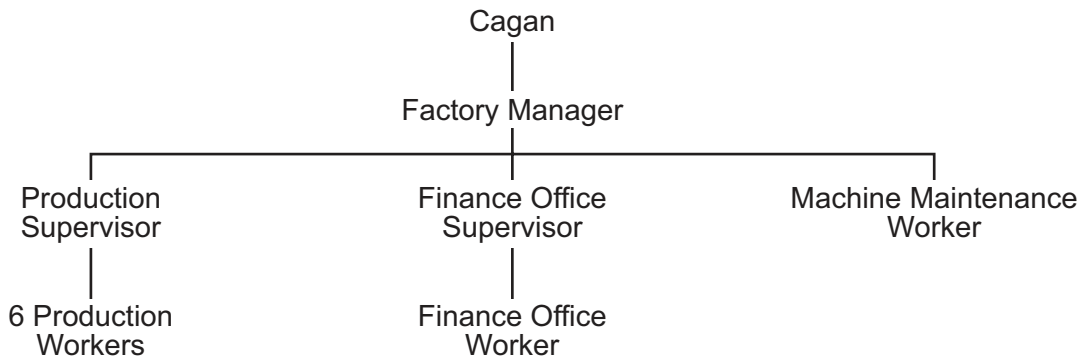 Cagan
Factory Manager
Production
Supervisor
Finance Office
Supervisor
Machine Maintenance
Worker
6 Production
Workers
Finance Office
Worker